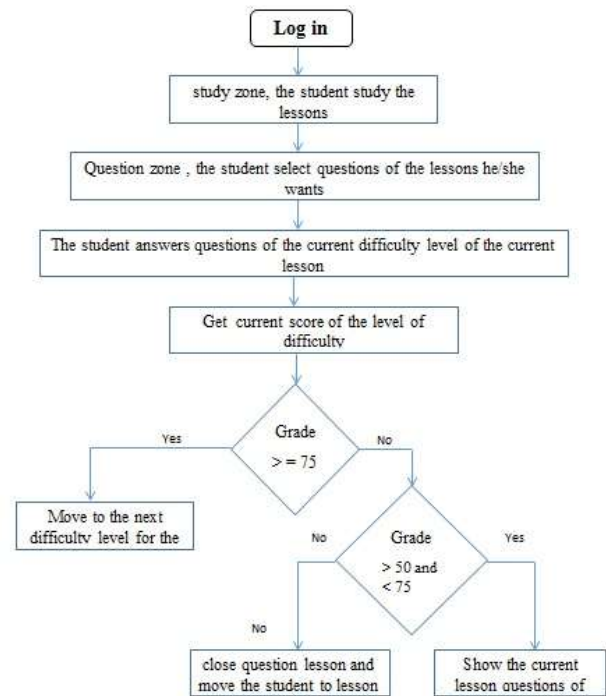 Log in
study zone, the student study the
lessons
Question zone , the student select questions of the lessons he/she
wants
The student answers questions of the current difficulty level of the current
lesson
Get current score of the level of
difficulty
Grade
> = 75
Yes
No
Move to the next
difficulty level for the
Grade
> 50 and
< 75
No
Yes
No
close question lesson and
move the student to lesson
Show the current
lesson questions of